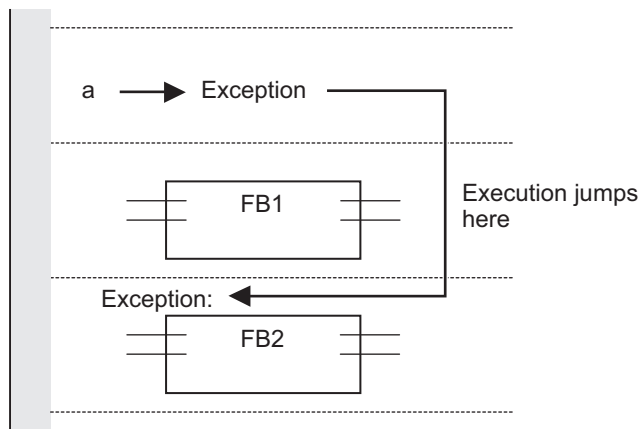 a Exception
FB1
Execution jumps
here
Exception:
FB2